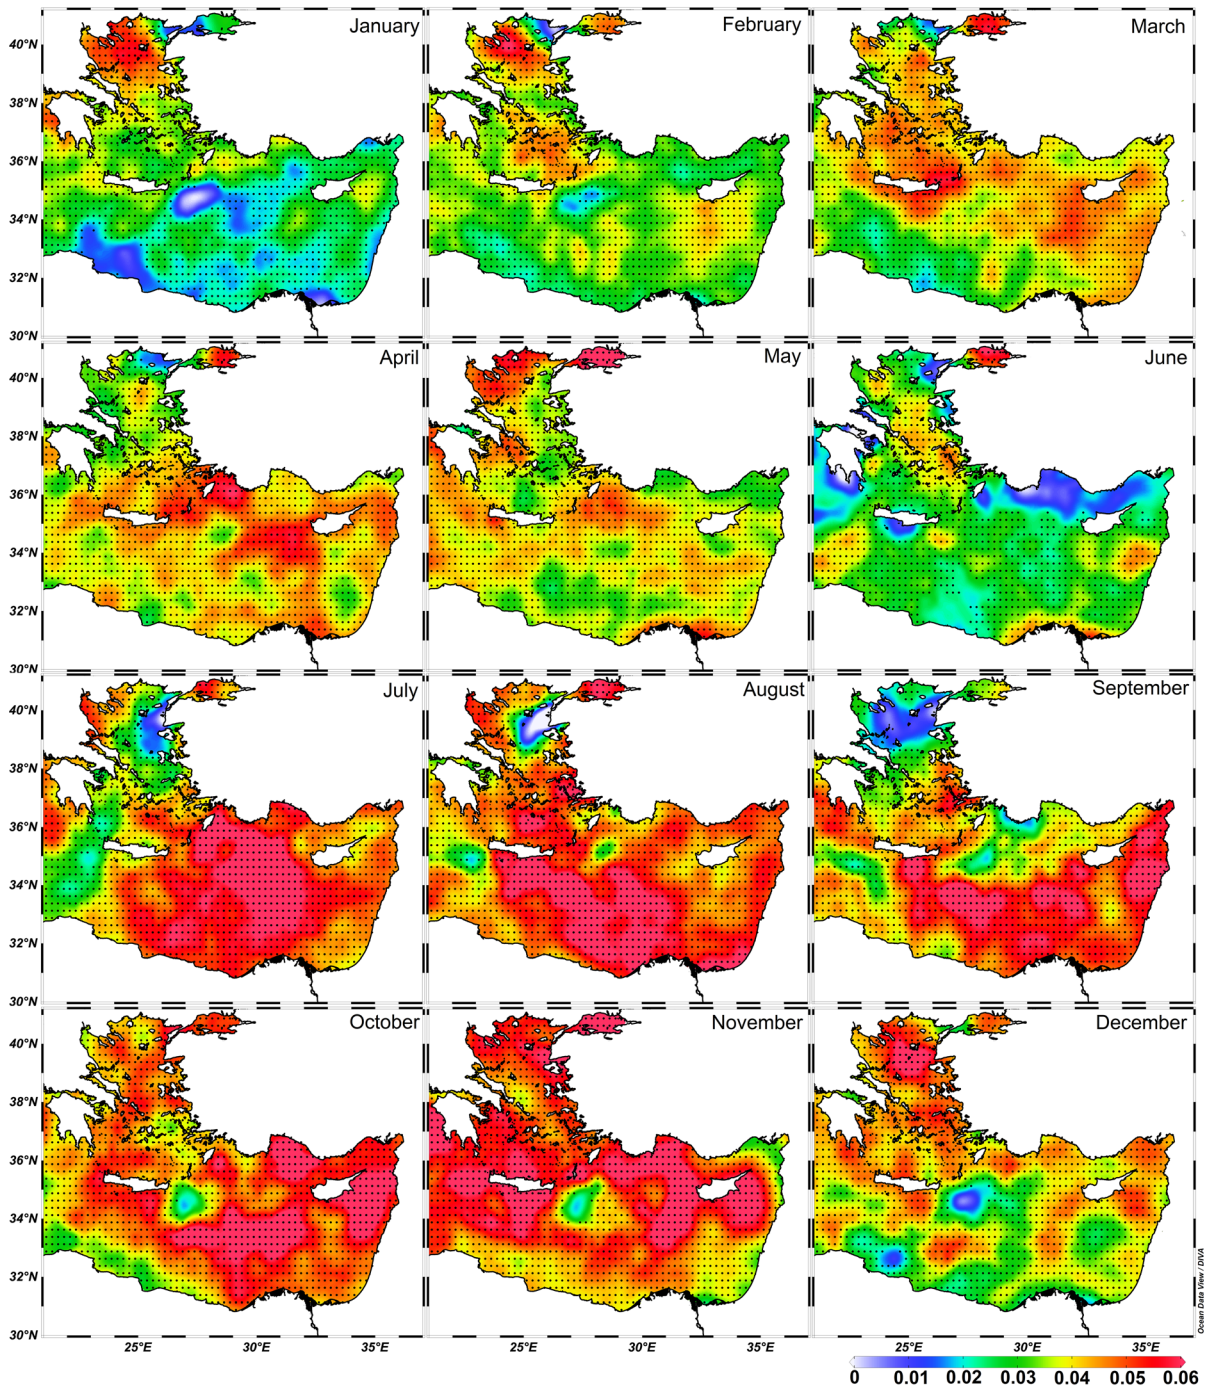 January
February
March
40°N
38°N
36°N
34°N
32°N
30°N
April
May
June
40°N
38°N
36°N
34°N
32°N
30°N
July
August
September
40°N
38°N
36°N
34°N
32°N
30°N
October
November
December
40°N
38°N
36°N
34°N
32°N
30°N
25°E 30°E 35°E 25°E 30°E 35°E 25°E 30°E 35°E
Ocean Data View / DIVA
0 0.01 0.02 0.03 0.04 0.05 0.06